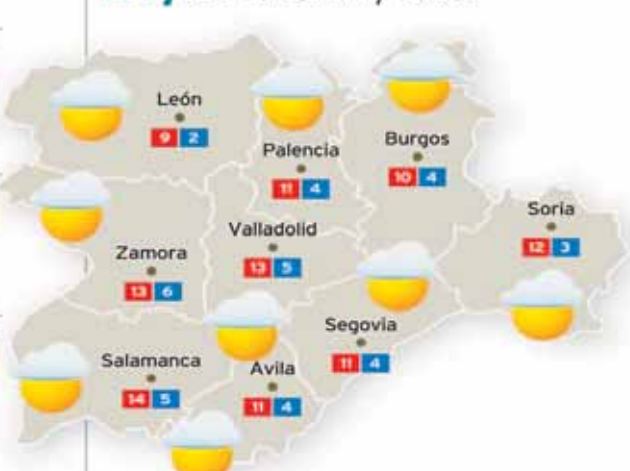 León
9 2
Palencia
11 4
Burgos
10 4
Soria
12 3
Zamora
13 6
Valladolid
13 5
Segovia
11 4
Salamanca
14 5
Avila
11 4